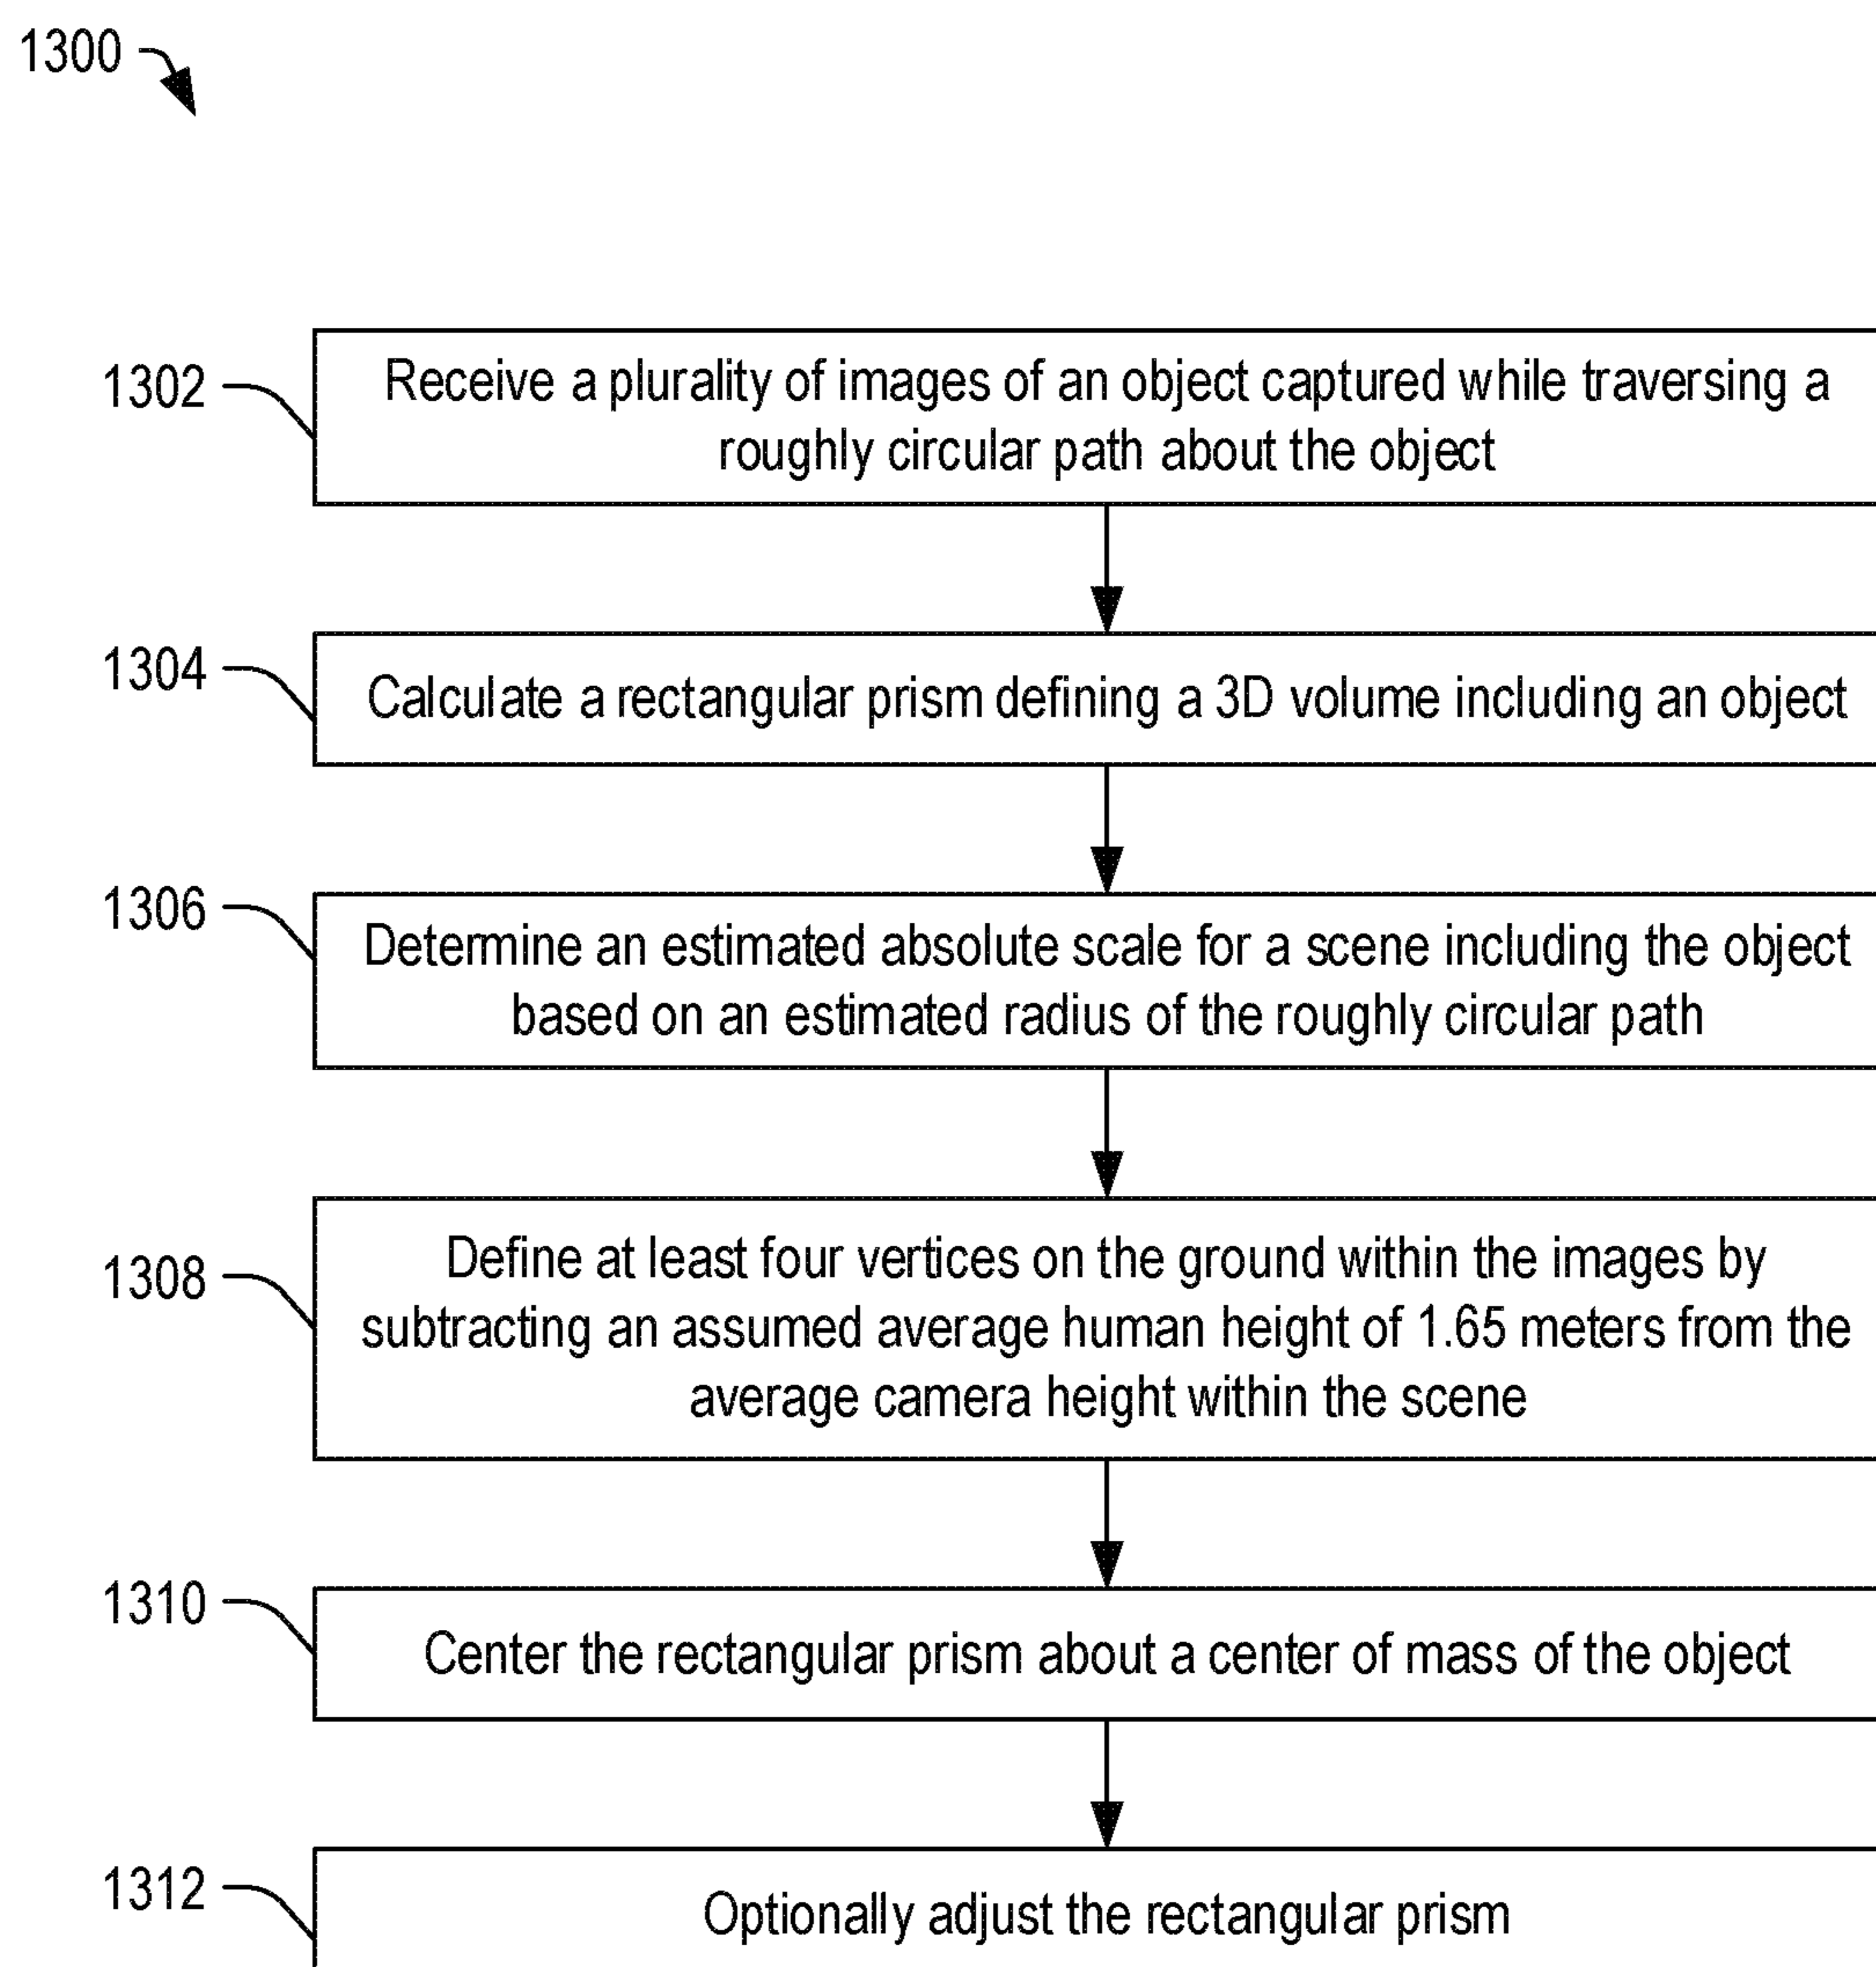 1300
1302
Receive a plurality of images of an object captured while traversing a
roughly circular path about the object
1304
Calculate a rectangular prism defining a 3D volume including an object
1306
Determine an estimated absolute scale for a scene including the object
based on an estimated radius of the roughly circular path
1308
Define at least four vertices on the ground within the images by
subtracting an assumed average human height of 1.65 meters from the
average camera height within the scene
1310
Center the rectangular prism about a center of mass of the object
1312
Optionally adjust the rectangular prism